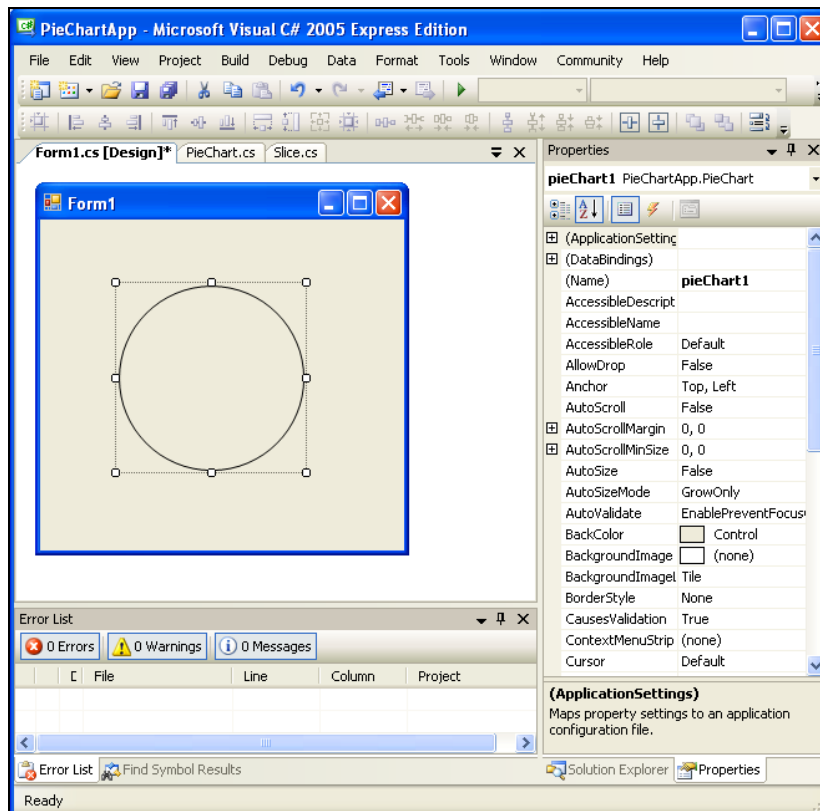 PieChartApp - Microsoft Visual C# 2005 Express Edition
File Edit View Project Build Debug Data Format Tools Window Community Help
Form1.cs [Design]* PieChart.cs Slice.cs
Form1
Error List
0 Errors 0 Warnings 0 Messages
File Line Column Project
Error List Find Symbol Results
Properties
pieChart1 PieChartApp.PieChart
(ApplicationSetting
(DataBindings)
(Name) pieChart1
AccessibleDescript
AccessibleName
AccessibleRole Default
AllowDrop False
Anchor Top, Left
AutoScroll False
AutoScrollMargin 0, 0
AutoScrollMinSize 0, 0
AutoSize False
AutoSizeMode GrowOnly
AutoValidate EnablePreventFocus
BackColor Control
BackgroundImage (none)
BackgroundImageL Tile
BorderStyle None
CausesValidation True
ContextMenuStrip (none)
Cursor Default
(ApplicationSettings)
Maps property settings to an application
configuration file.
Solution Explorer Properties
Ready